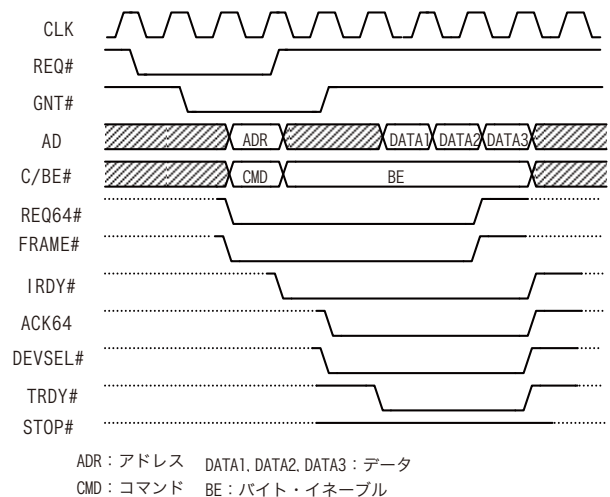 CLK
REQ#
GNT#
AD ADR DATA1 DATA2 DATA3
C/BE# CMD BE
REQ64#
FRAME#
IRDY#
ACK64
DEVSEL#
TRDY#
STOP#
ADR：アドレス DATA1, DATA2, DATA3：データ
CMD：コマンド BE：バイト・イネーブル